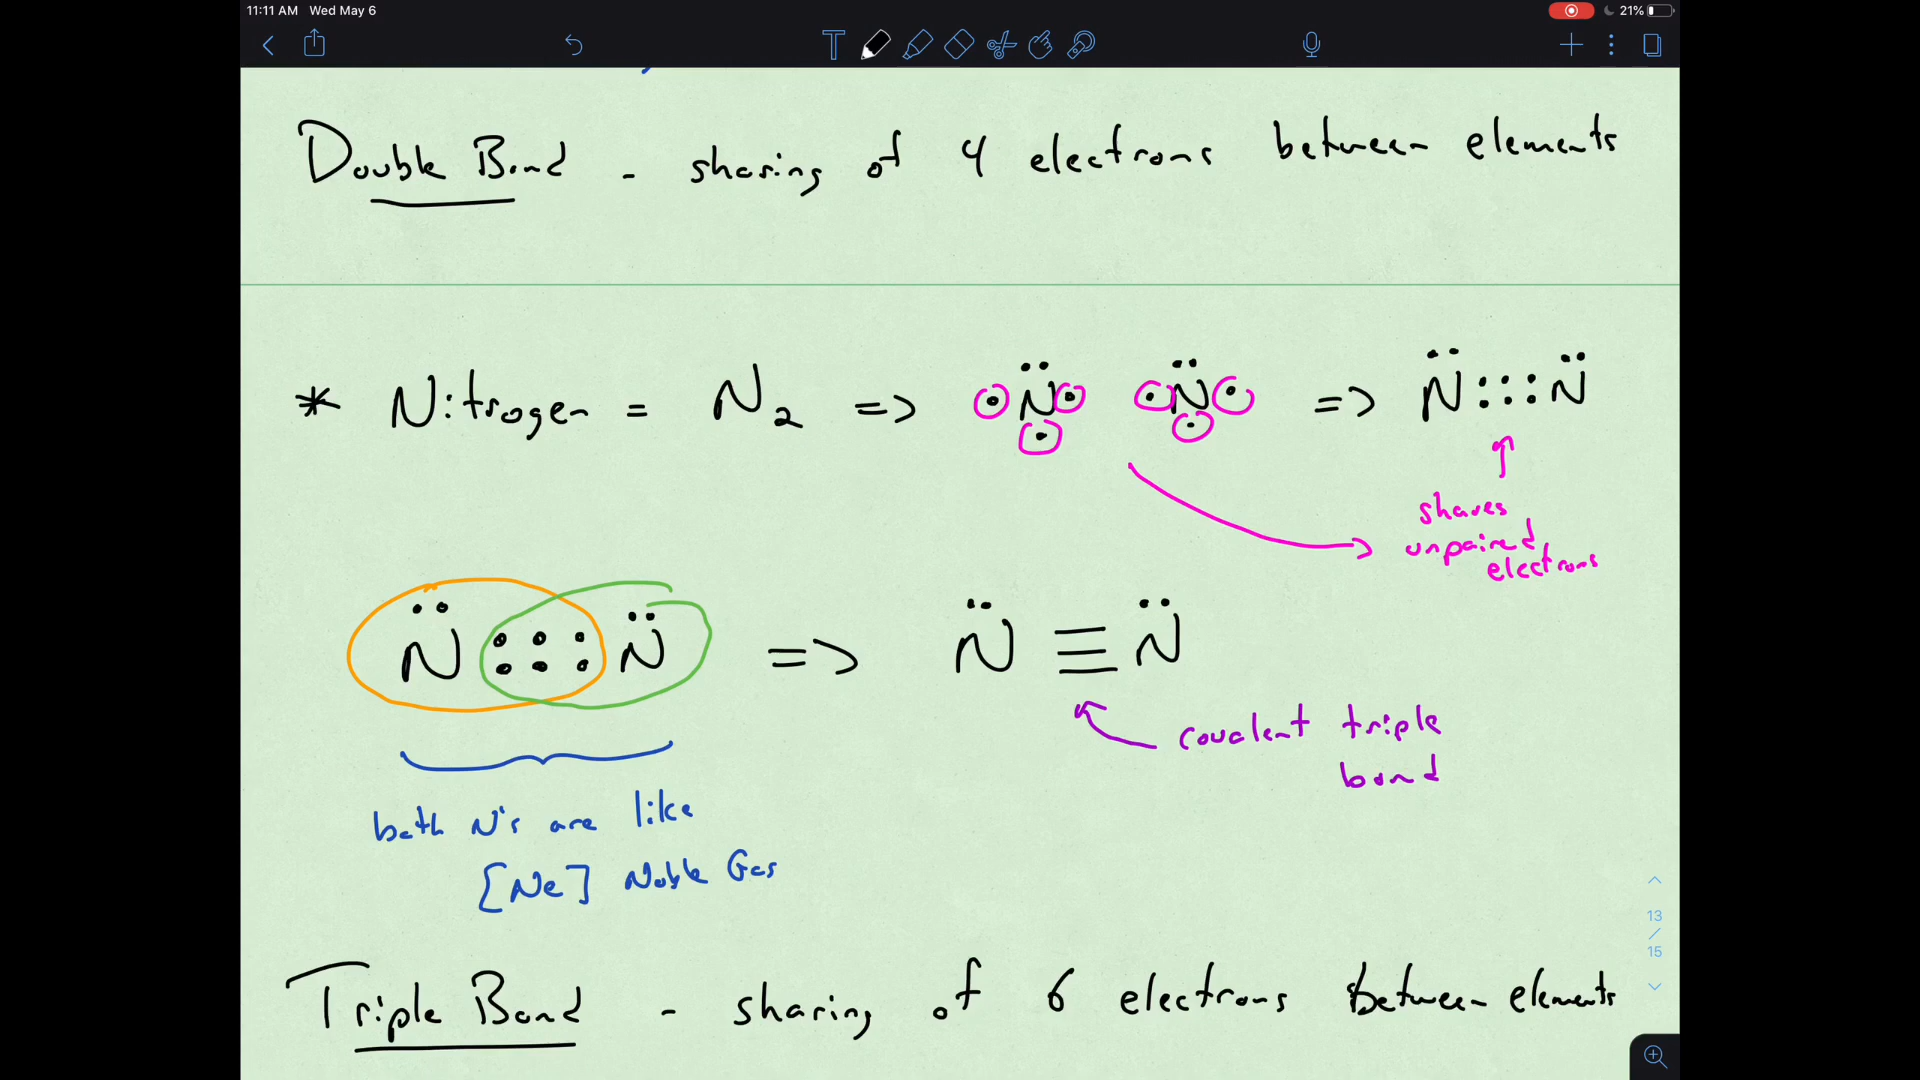 11:11 AM Wed May 6
21%
T
Double Bond - sharing of 4 electrons between elements
* Nitrogen = N₂ => N N => N:::N
shares
unpaired
electrons
N ::: N => N ≡ N
covalent triple
bond
both N's are like
[Ne] Noble Gas
13
/
15
Triple Bond - sharing of 6 electrons between elements